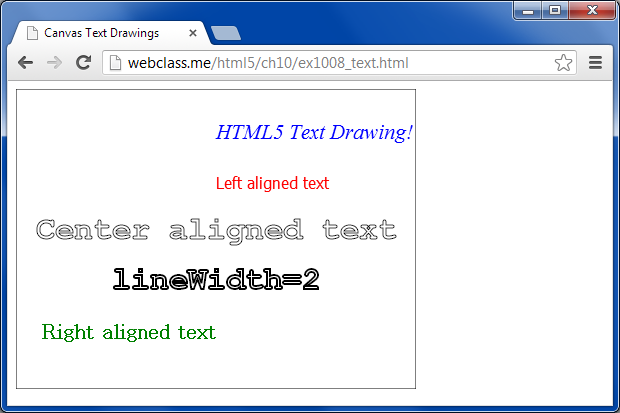 Canvas Text Drawings
webclass.me/html5/ch10/ex1008_text.html
HTML5 Text Drawing!
Left aligned text
Center aligned text
lineWidth=2
Right aligned text